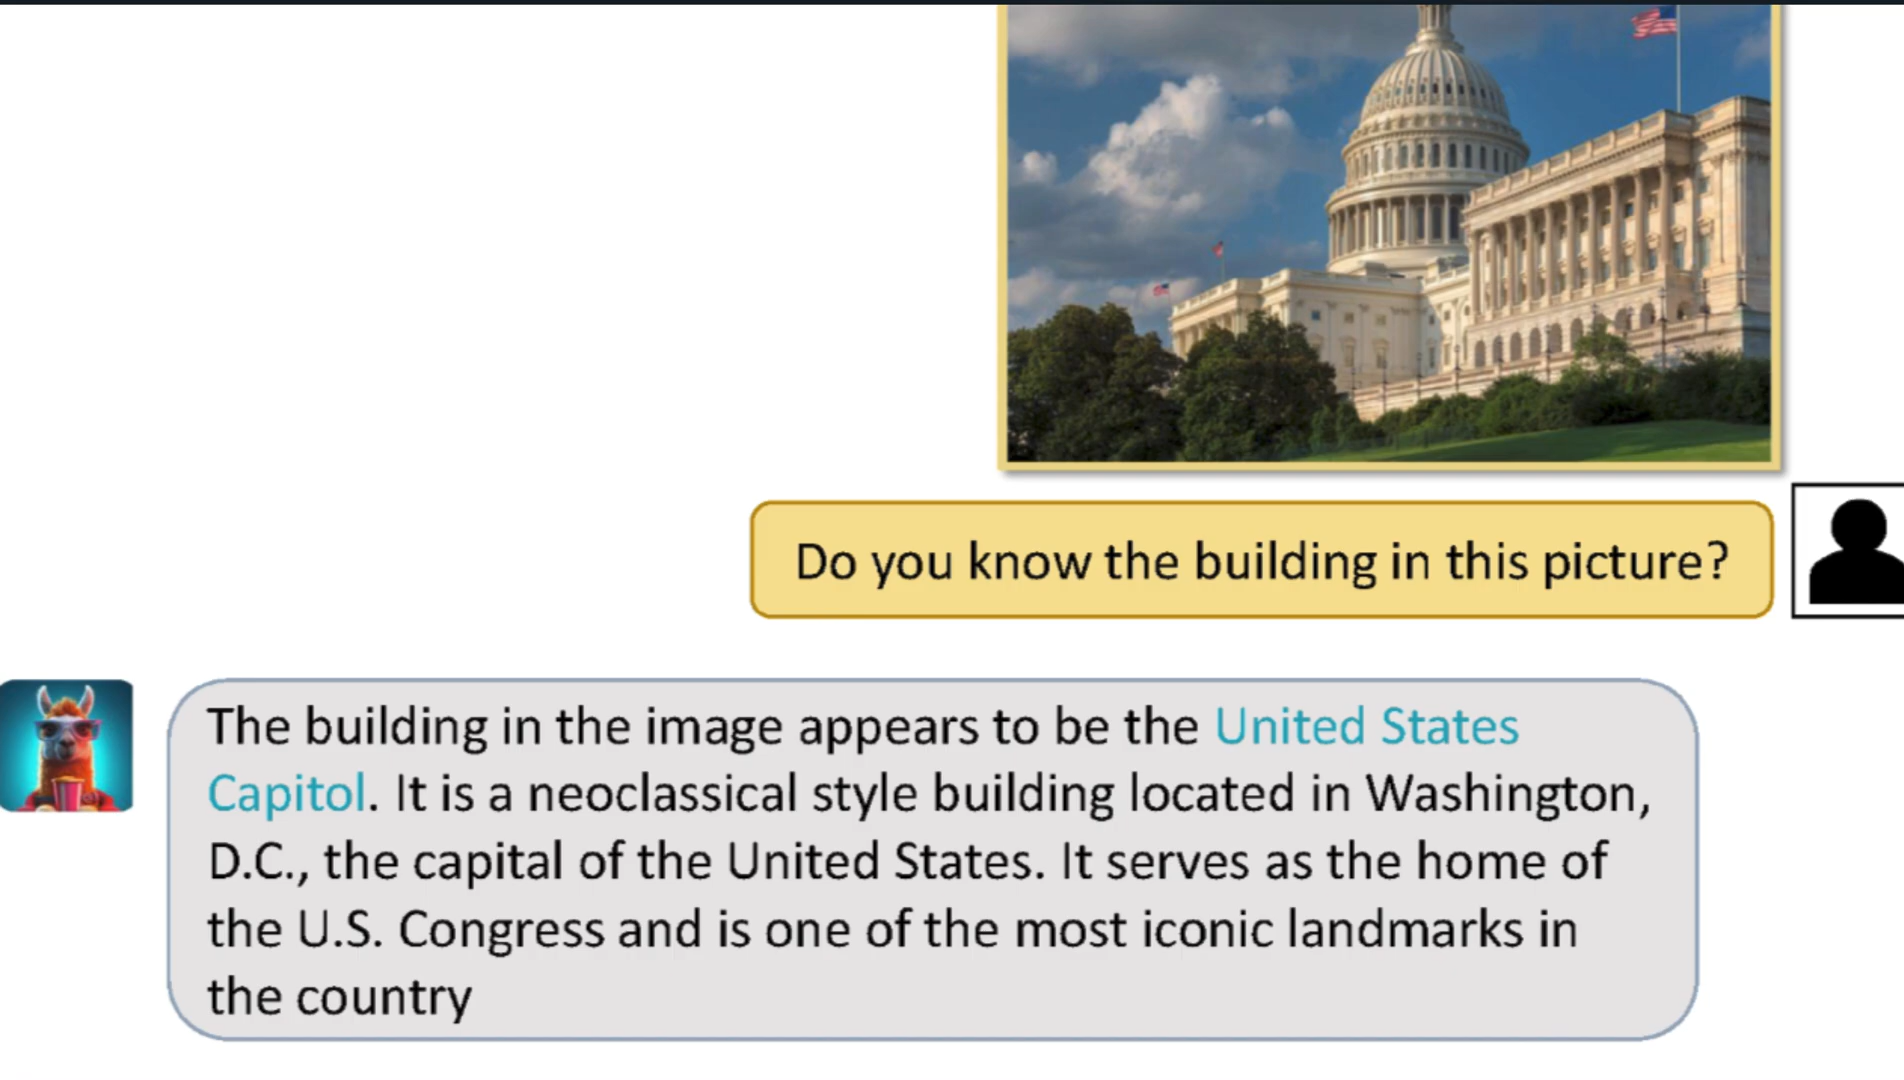 Do you know the building in this picture?
The building in the image appears to be the United States
Capitol. It is a neoclassical style building located in Washington,
D.C., the capital of the United States. It serves as the home of
the U.S. Congress and is one of the most iconic landmarks in
the country